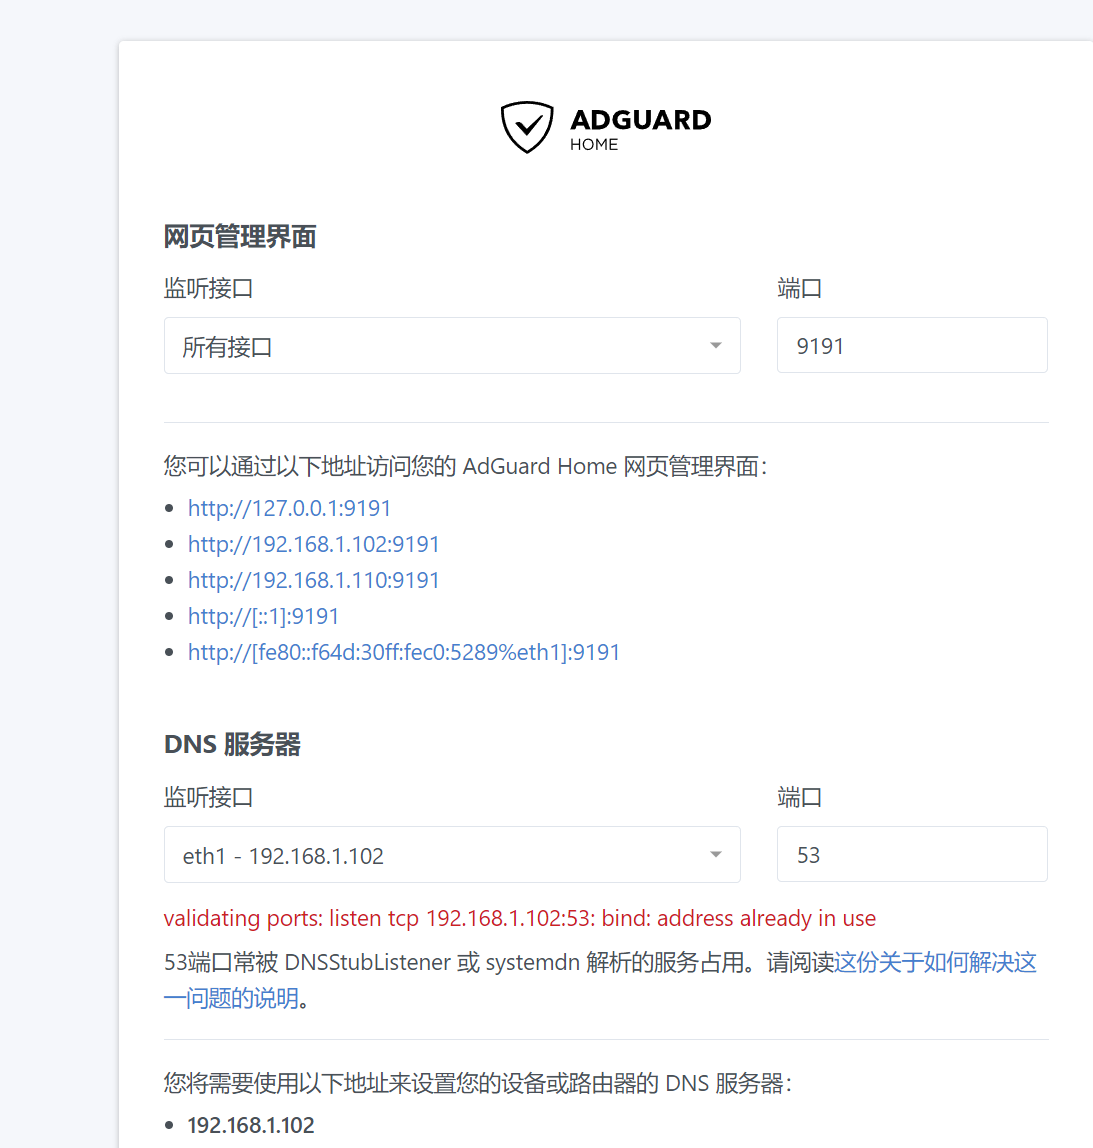 ADGUARD
HOME
网页管理界面
监听接口 端口
所有接口 9191
您可以通过以下地址访问您的 AdGuard Home 网页管理界面：
http://127.0.0.1:9191
http://192.168.1.102:9191
http://192.168.1.110:9191
http://[::1]:9191
http://[fe80::f64d:30ff:fec0:5289%eth1]:9191
DNS 服务器
监听接口 端口
eth1 - 192.168.1.102 53
validating ports: listen tcp 192.168.1.102:53: bind: address already in use
53端口常被 DNSStubListener 或 systemdn 解析的服务占用。请阅读这份关于如何解决这
一问题的说明。
您将需要使用以下地址来设置您的设备或路由器的 DNS 服务器：
192.168.1.102